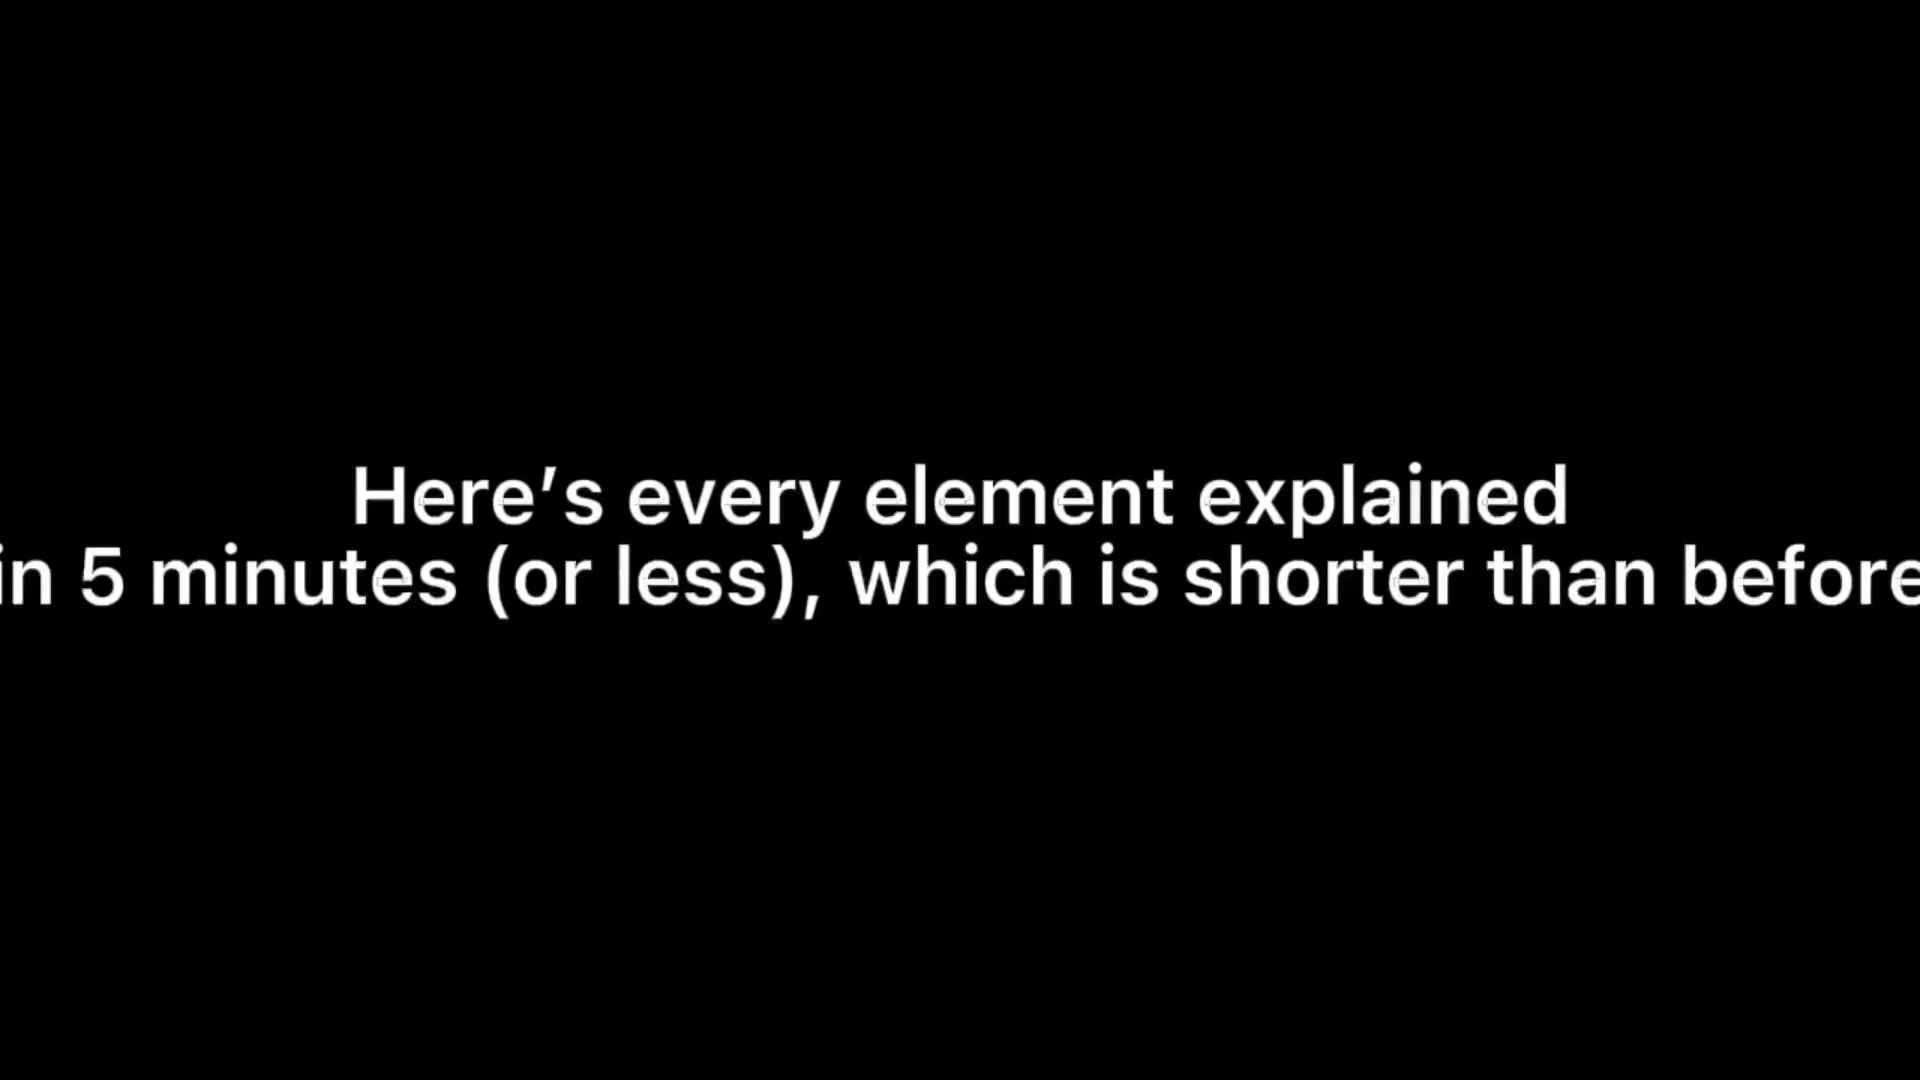 Here’s every element explained
in 5 minutes (or less), which is shorter than before